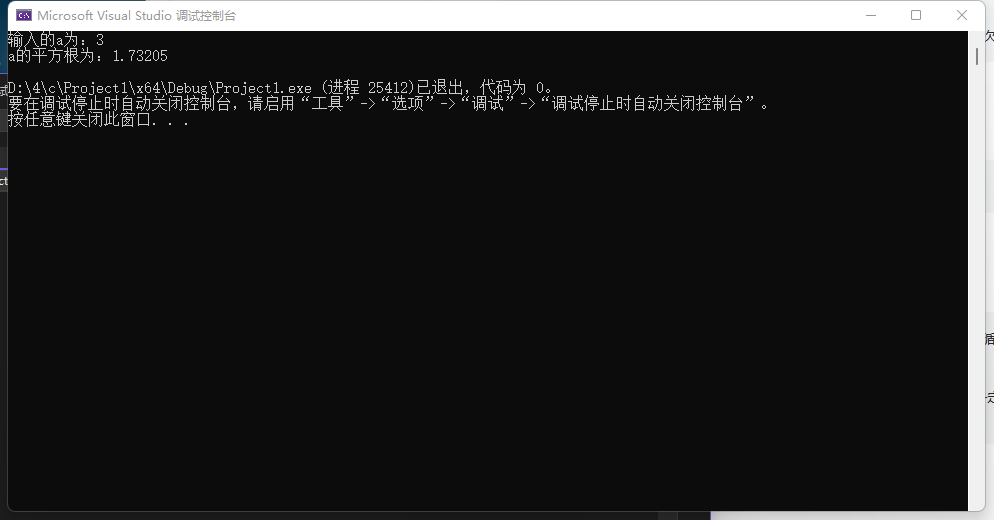 Microsoft Visual Studio 调试控制台
输入的a为：3
a的平方根为：1.73205
D:\4\c\Project1\x64\Debug\Project1.exe (进程 25412)已退出，代码为 0。
要在调试停止时自动关闭控制台，请启用“工具”->“选项”->“调试”->“调试停止时自动关闭控制台”。
按任意键关闭此窗口. . .